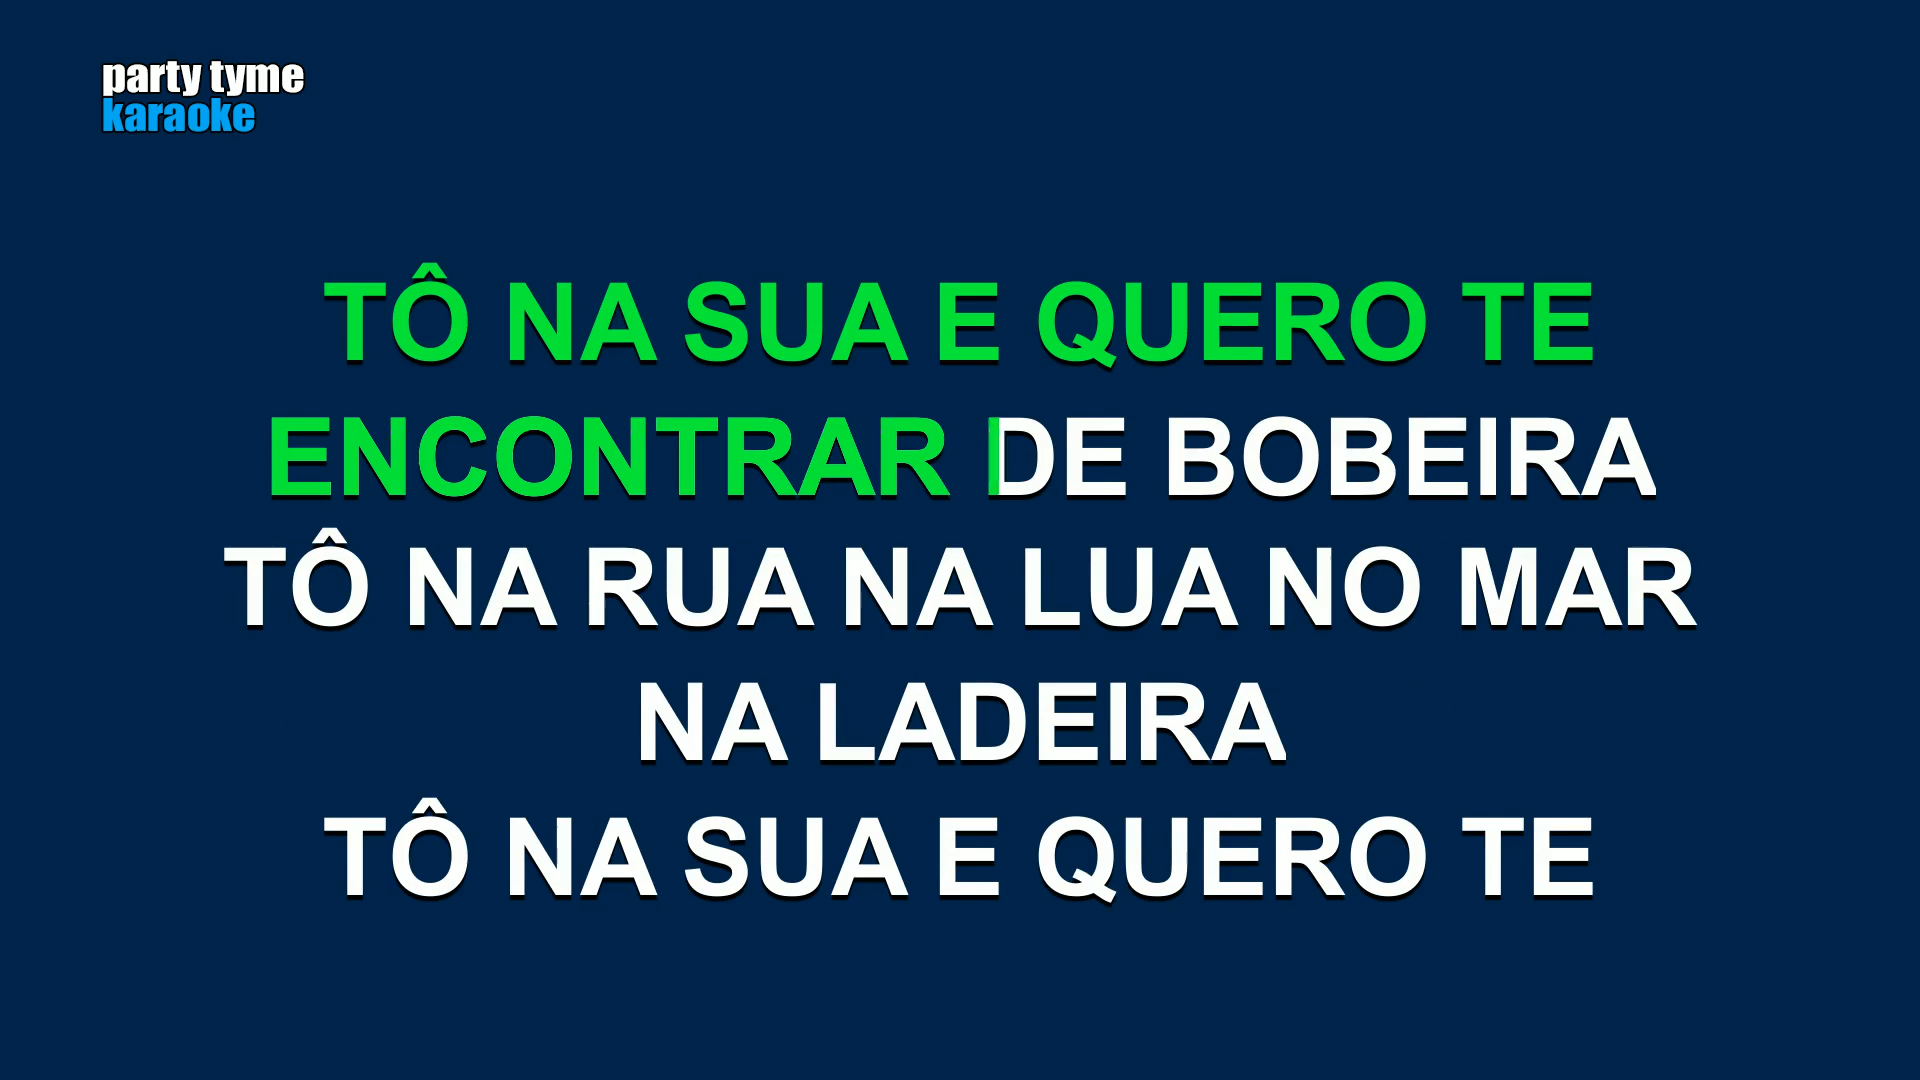 party tyme
karaoke
TÔ NA SUA E QUERO TE
ENCONTRAR DE BOBEIRA
TÔ NA RUA NA LUA NO MAR
NA LADEIRA
TÔ NA SUA E QUERO TE